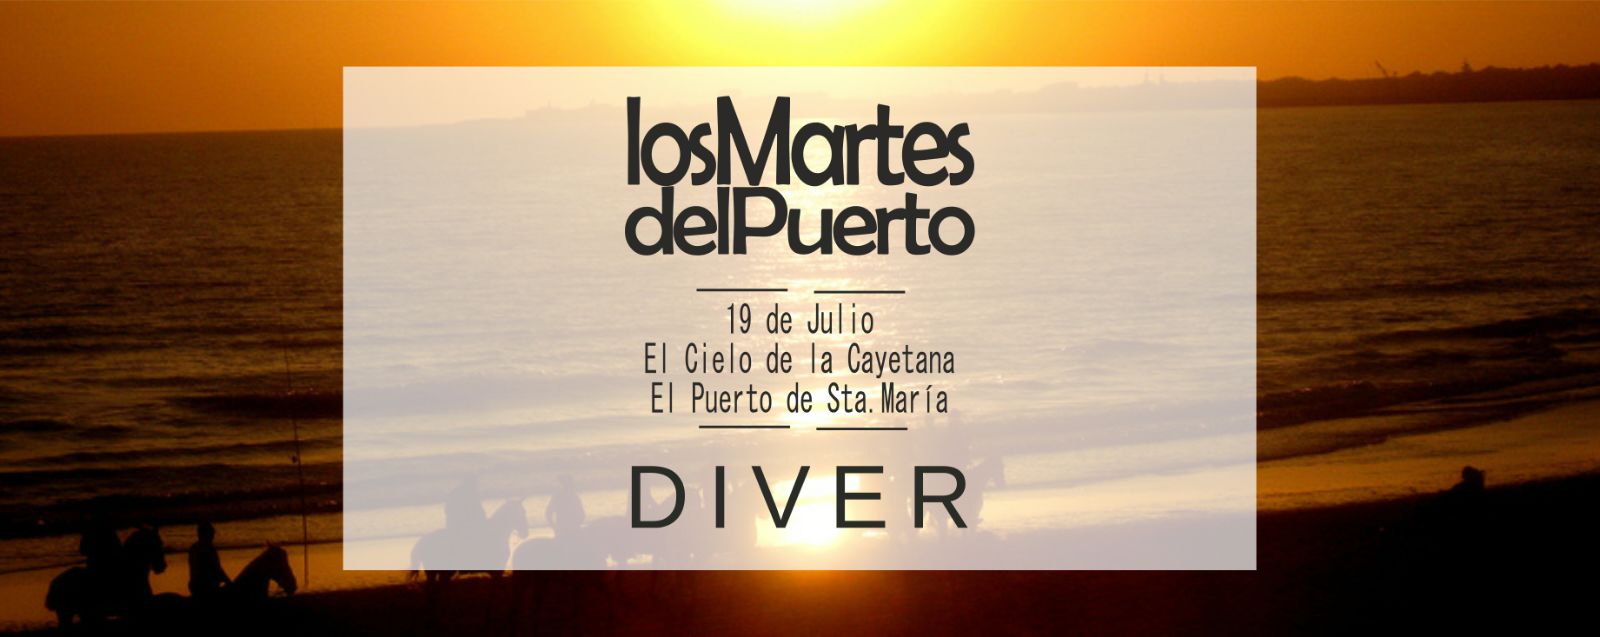 losMartes
delPuerto
19 de Julio
El Cielo de la Cayetana
El Puerto de Sta.María
DIVER